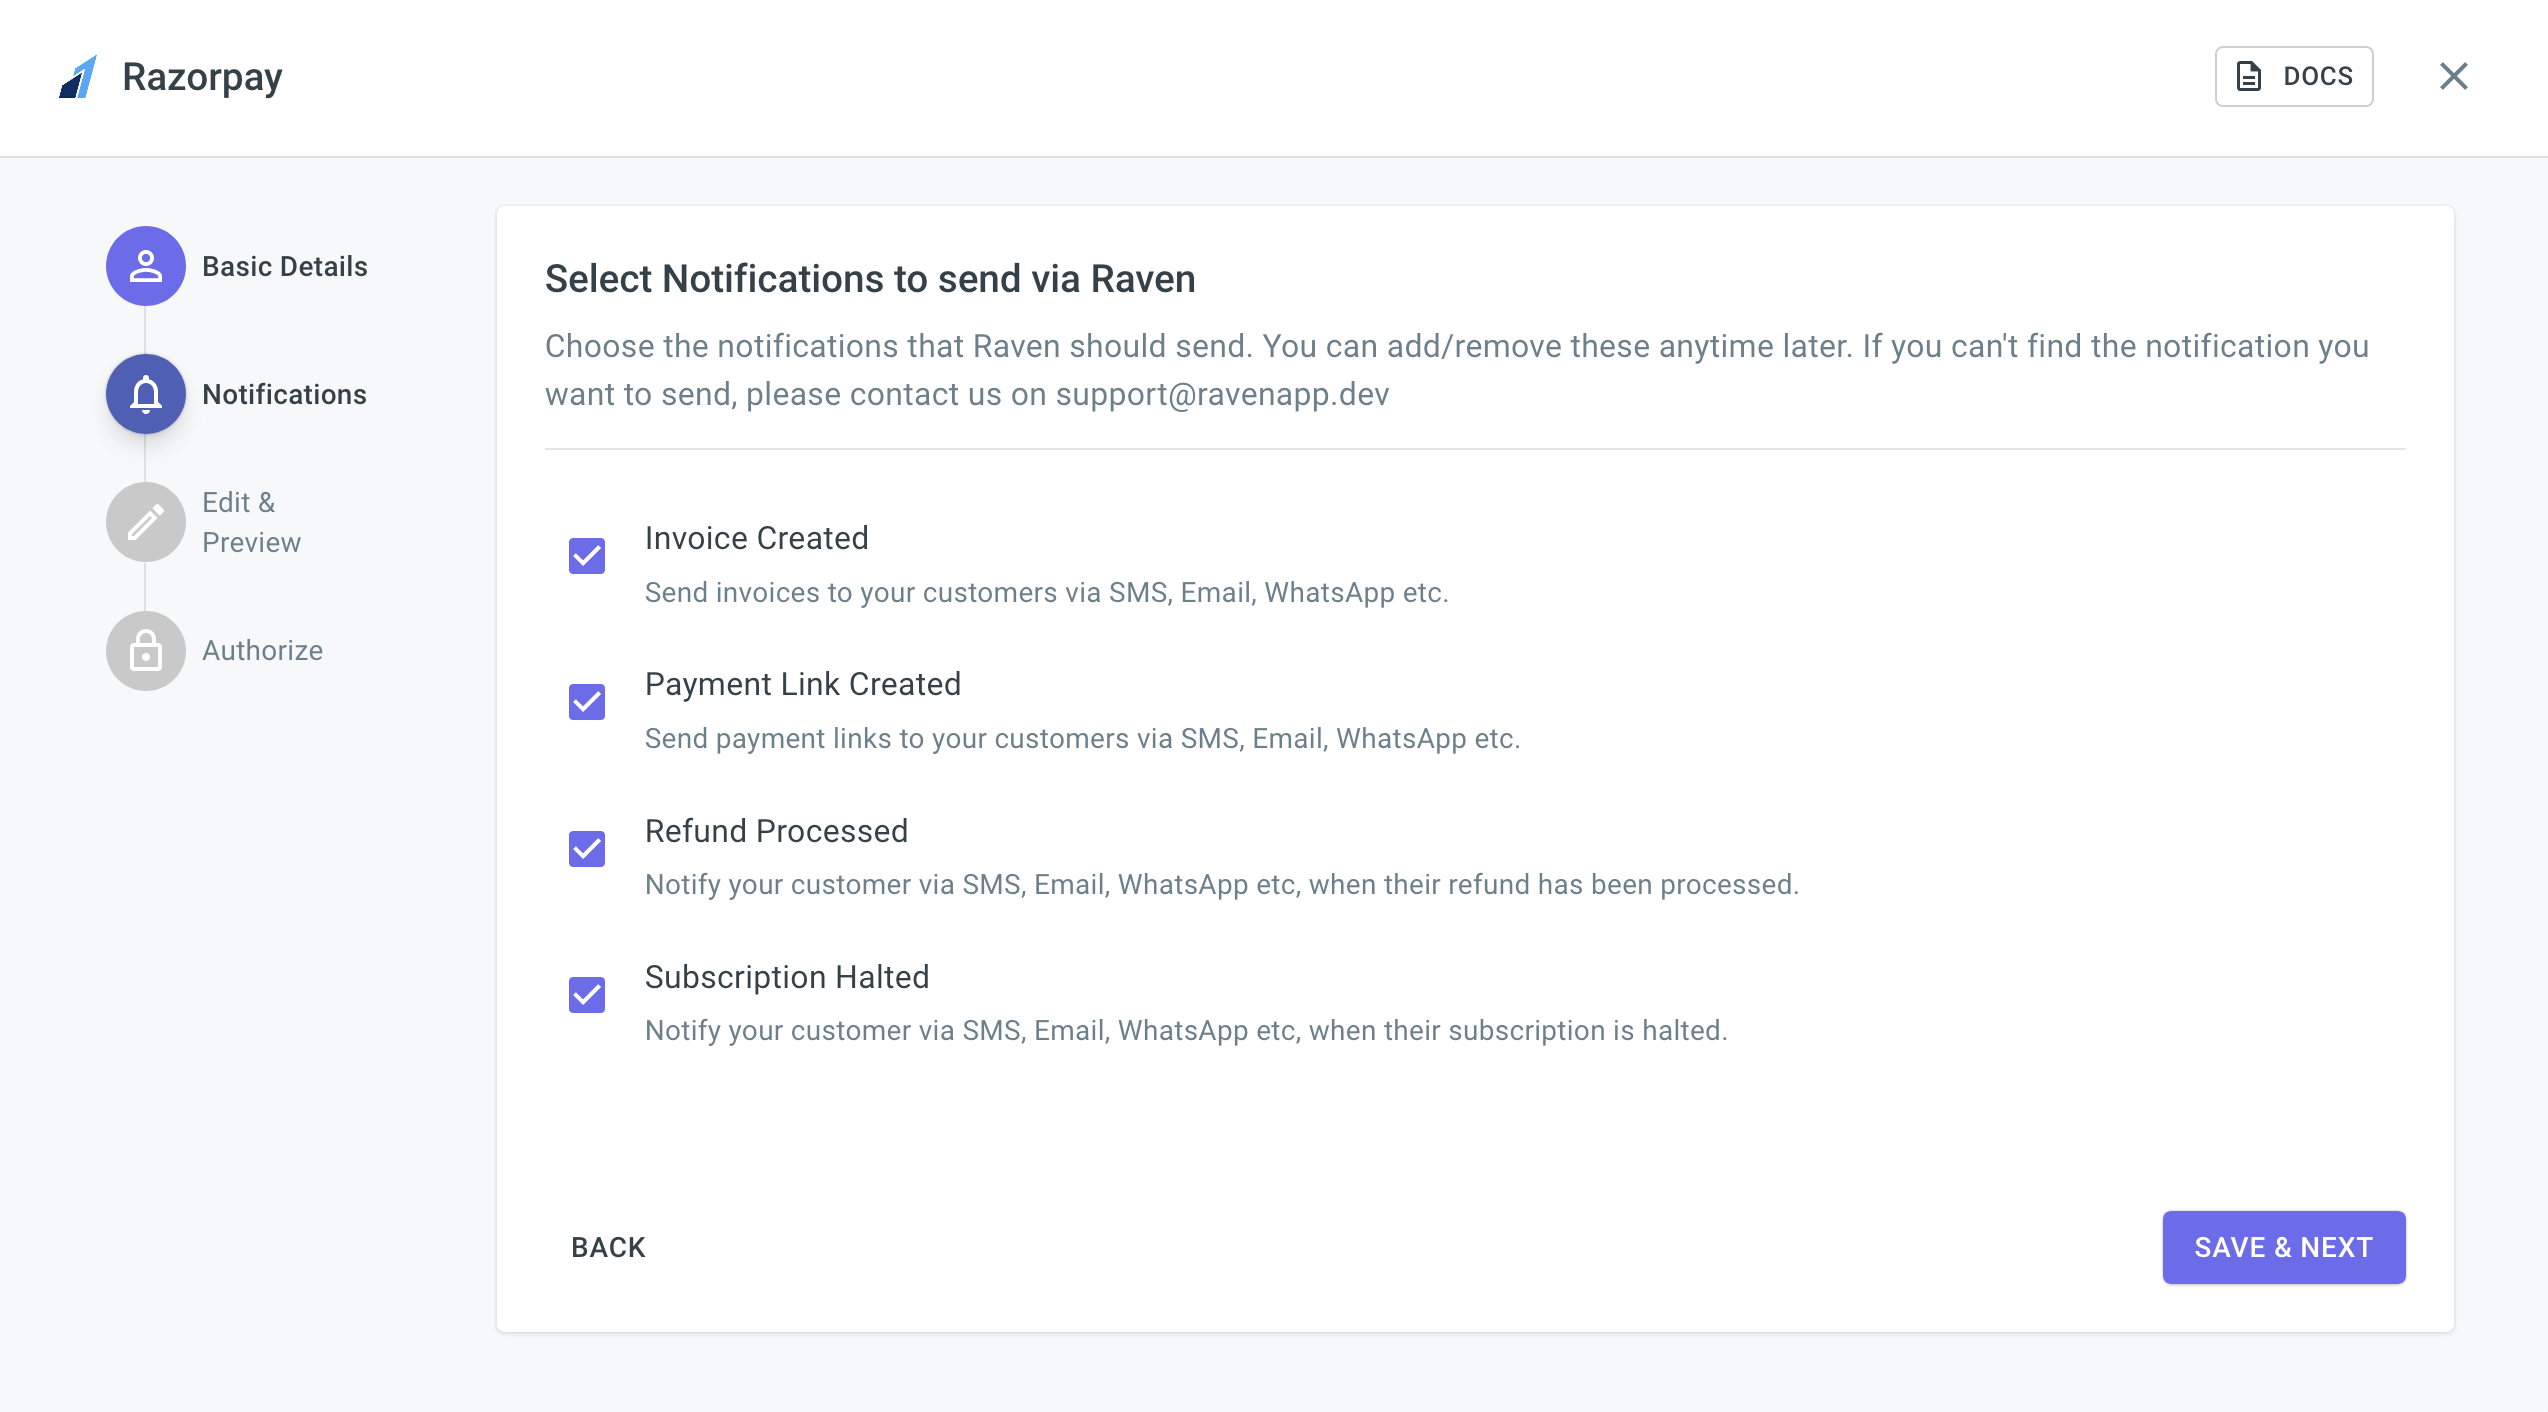 Razorpay
DOCS
Basic Details
Notifications
Edit &
Preview
Authorize
Select Notifications to send via Raven
Choose the notifications that Raven should send. You can add/remove these anytime later. If you can't find the notification you
want to send, please contact us on support@ravenapp.dev
Invoice Created
Send invoices to your customers via SMS, Email, WhatsApp etc.
Payment Link Created
Send payment links to your customers via SMS, Email, WhatsApp etc.
Refund Processed
Notify your customer via SMS, Email, WhatsApp etc, when their refund has been processed.
Subscription Halted
Notify your customer via SMS, Email, WhatsApp etc, when their subscription is halted.
BACK
SAVE & NEXT